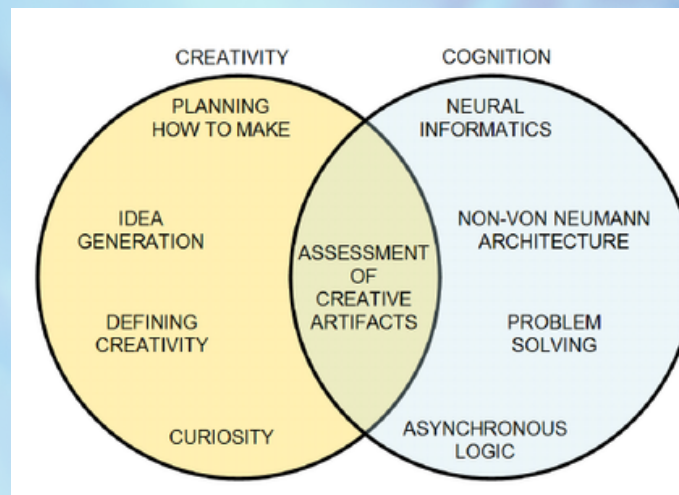 CREATIVITY
PLANNING
HOW TO MAKE
IDEA
GENERATION
DEFINING
CREATIVITY
CURIOSITY
ASSESSMENT
OF
CREATIVE
ARTIFACTS
COGNITION
NEURAL
INFORMATICS
NON-VON NEUMANN
ARCHITECTURE
PROBLEM
SOLVING
ASYNCHRONOUS
LOGIC